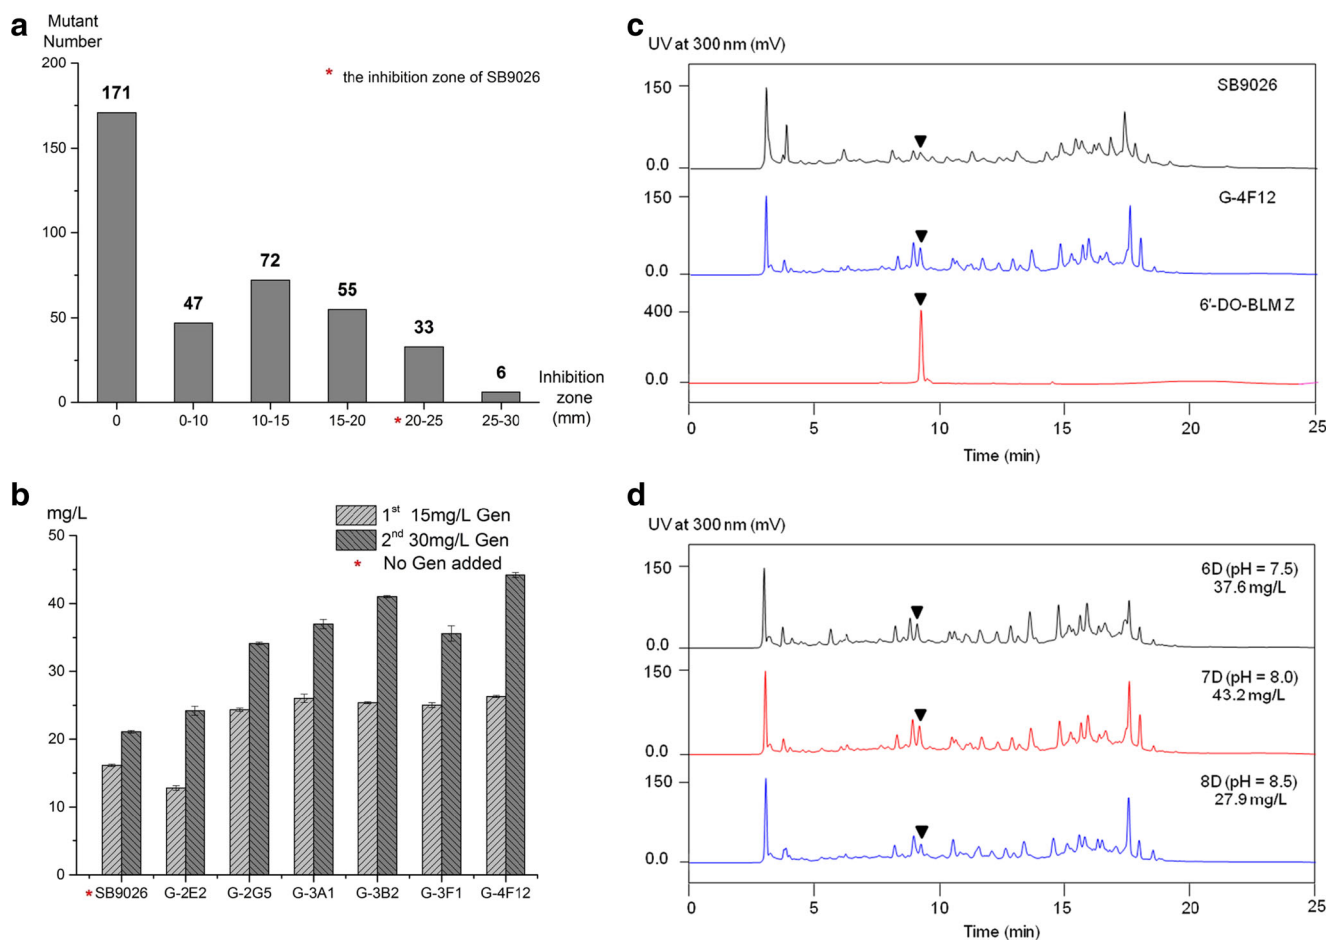 a
Mutant
Number
* the inhibition zone of SB9026
200
150
100
50
0
171
47
72
55
33
6
0
0-10
10-15
15-20
* 20-25
25-30
Inhibition
zone
(mm)
b
mg/L
1st 15mg/L Gen
2nd 30mg/L Gen
* No Gen added
50
40
30
20
10
0
* SB9026
G-2E2
G-2G5
G-3A1
G-3B2
G-3F1
G-4F12
c
UV at 300 nm (mV)
150
0.0
SB9026
150
0.0
G-4F12
400
0.0
6'-DO-BLM Z
0
5
10
15
20
25
Time (min)
d
UV at 300 nm (mV)
150
0.0
6D (pH = 7.5)
37.6 mg/L
150
0.0
7D (pH = 8.0)
43.2 mg/L
150
0.0
8D (pH = 8.5)
27.9 mg/L
0
5
10
15
20
25
Time (min)